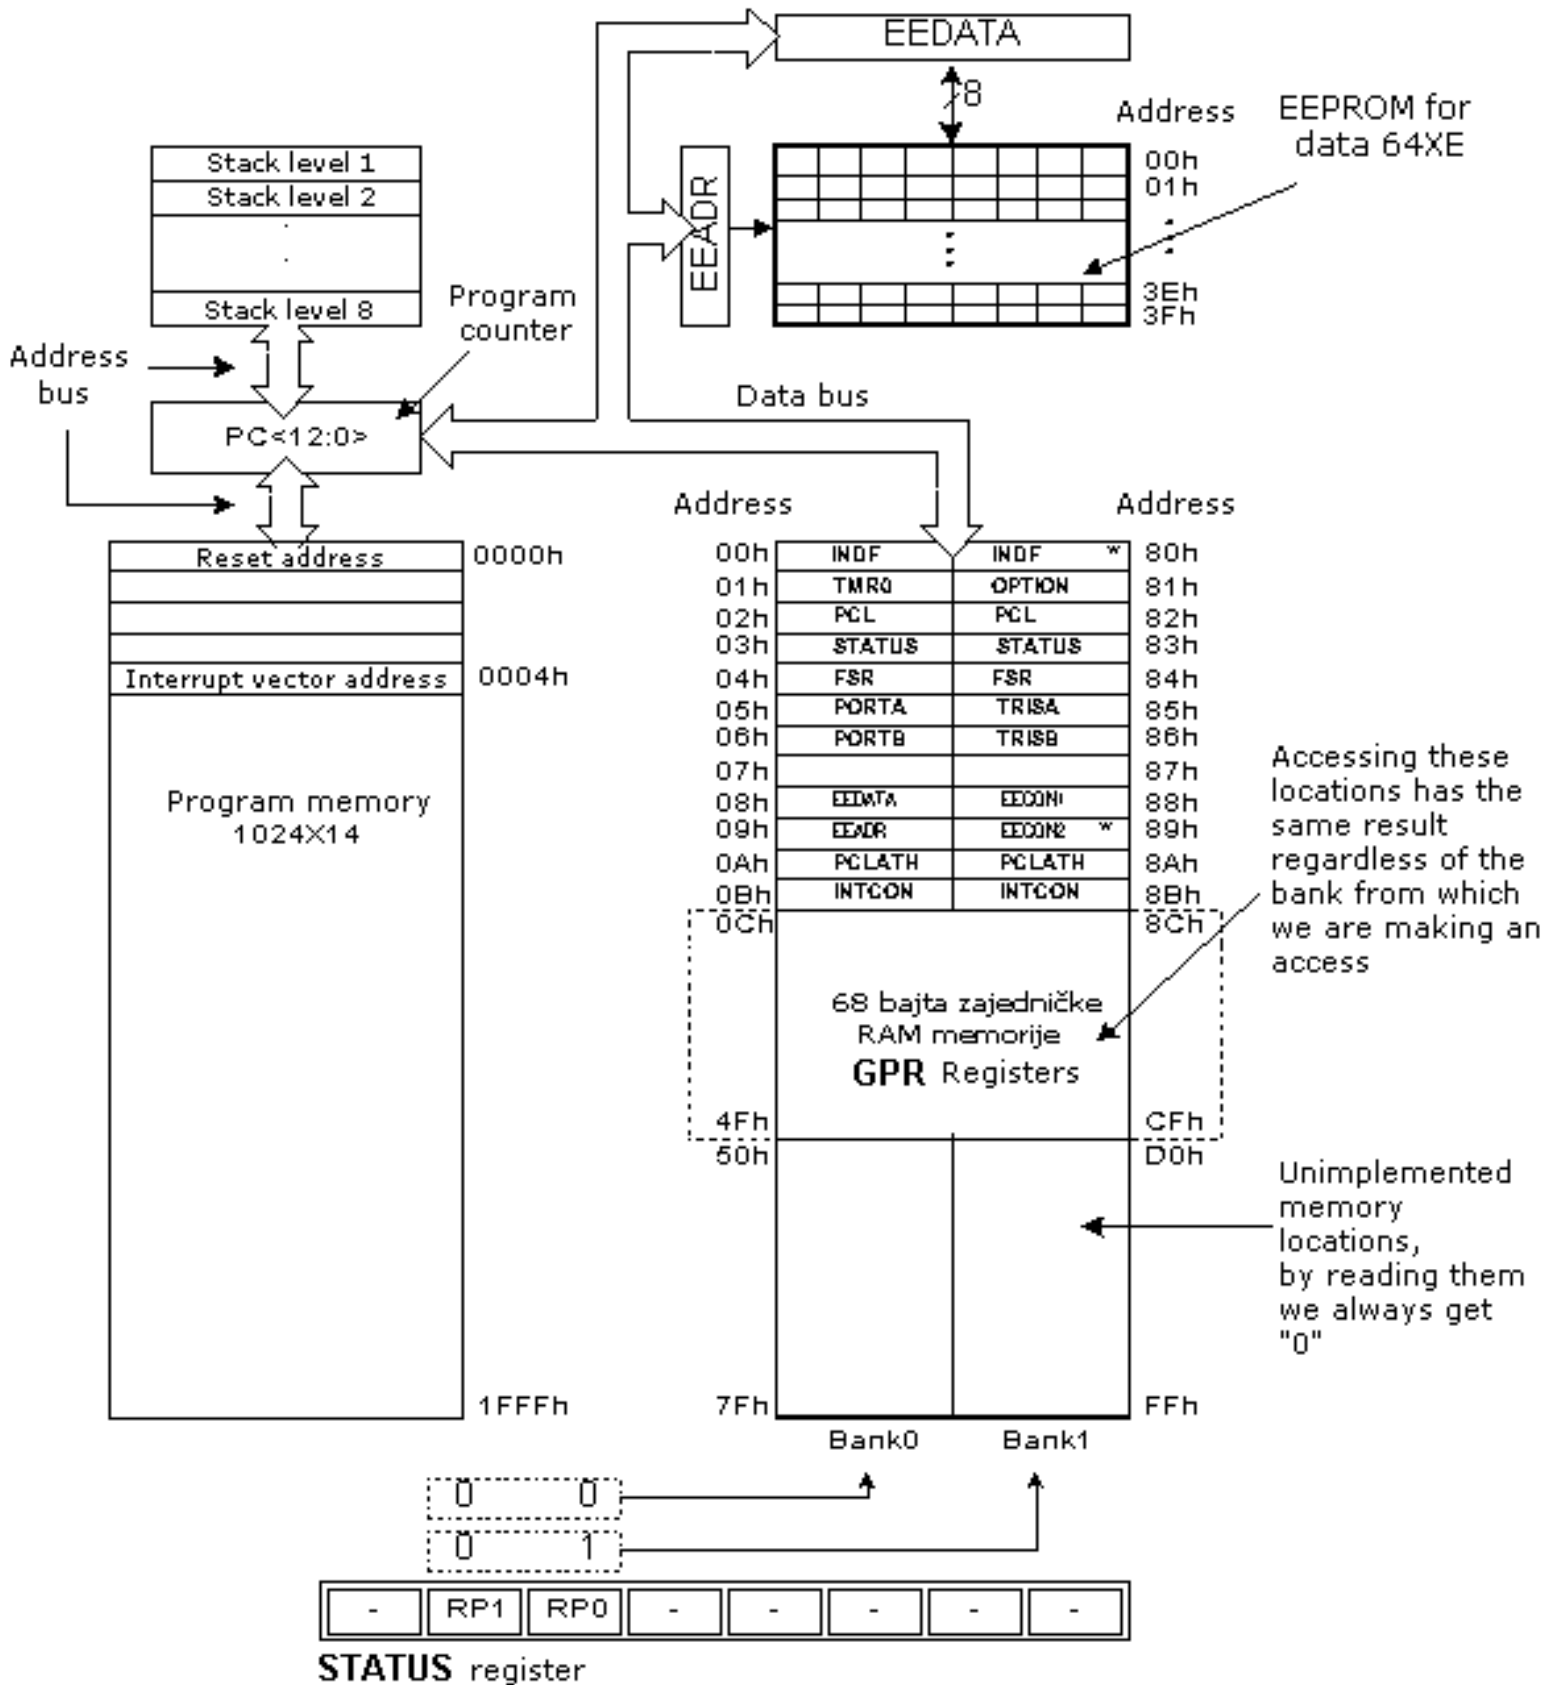 EEDATA
8
Address
EEPROM for
data 64XE
Stack level 1
Stack level 2
Stack level 8
EEADR
00h
01h
3Eh
3Fh
Program
counter
Address
bus
PC<12:0>
Data bus
Address
Address
Reset address
0000h
Interrupt vector address
0004h
Program memory
1024X14
1FFFh
00h INDF INDF w 80h
01h TMR0 OPTION 81h
02h PCL PCL 82h
03h STATUS STATUS 83h
04h FSR FSR 84h
05h PORTA TRISA 85h
06h PORTB TRISB 86h
07h 87h
08h EEDATA EECON1 88h
09h EEADR EECON2 w 89h
0Ah PCLATH PCLATH 8Ah
0Bh INTCON INTCON 8Bh
0Ch 8Ch
68 bajta zajedničke
RAM memorije
GPR Registers
4Fh CFh
50h D0h
7Fh FFh
Accessing these
locations has the
same result
regardless of the
bank from which
we are making an
access
Unimplemented
memory
locations,
by reading them
we always get
"0"
Bank0 Bank1
0 0
0 1
- RP1 RP0 - - - - -
STATUS register